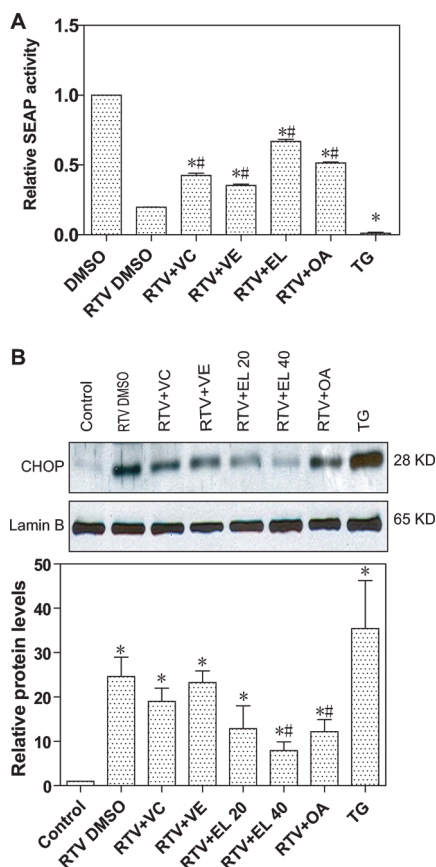 A
Relative SEAP activity
1.5
1.0
0.5
0.0
*#
*#
*#
*#
*
DMSO
RTV DMSO
RTV+VC
RTV+VE
RTV+EL
RTV+OA
TG
B
Control
RTV DMSO
RTV+VC
RTV+VE
RTV+EL 20
RTV+EL 40
RTV+OA
TG
CHOP
28 KD
Lamin B
65 KD
Relative protein levels
50
40
30
20
10
0
*
*
*
*
*#
*#
*
Control
RTV DMSO
RTV+VC
RTV+VE
RTV+EL 20
RTV+EL 40
RTV+OA
TG